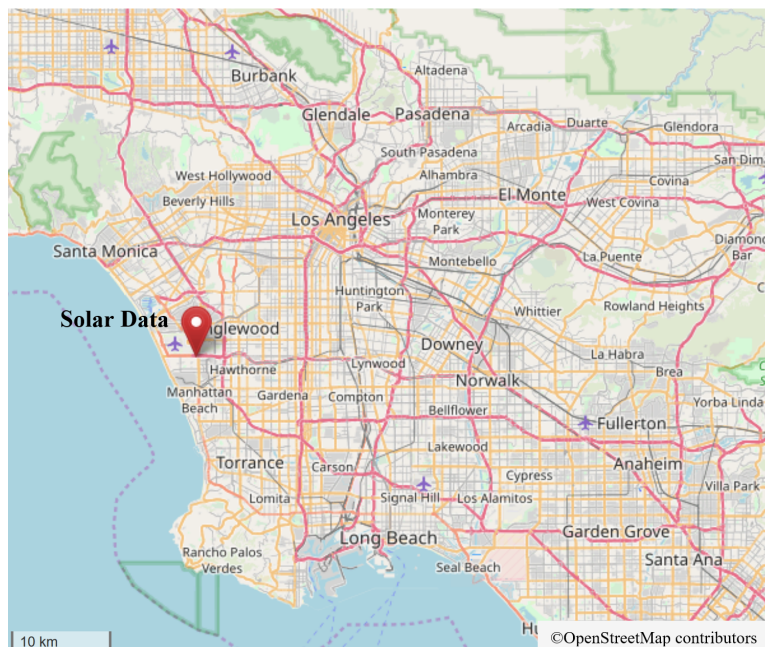 Burbank
Altadena
Glendale
Pasadena
Arcadia
Duarte
Glendora
South Pasadena
San Dim
West Hollywood
Alhambra
Beverly Hills
El Monte
Covina
West Covina
Los Angeles
Monterey
Park
Santa Monica
Diamond
Bar
Montebello
La Puente
Huntington
Park
Whittier
Rowland Heights
Solar Data
nglewood
Downey
La Habra
Hawthorne
Lynwood
Brea
Norwalk
Manhattan
Beach
Gardena
Compton
Yorba Linda
Bellflower
Fullerton
Lakewood
Torrance
Carson
Cypress
Anaheim
Villa Park
Lomita
Signal Hill
Los Alamitos
Long Beach
Garden Grove
Rancho Palos
Verdes
Santa Ana
Seal Beach
Hu
10 km
©OpenStreetMap contributors